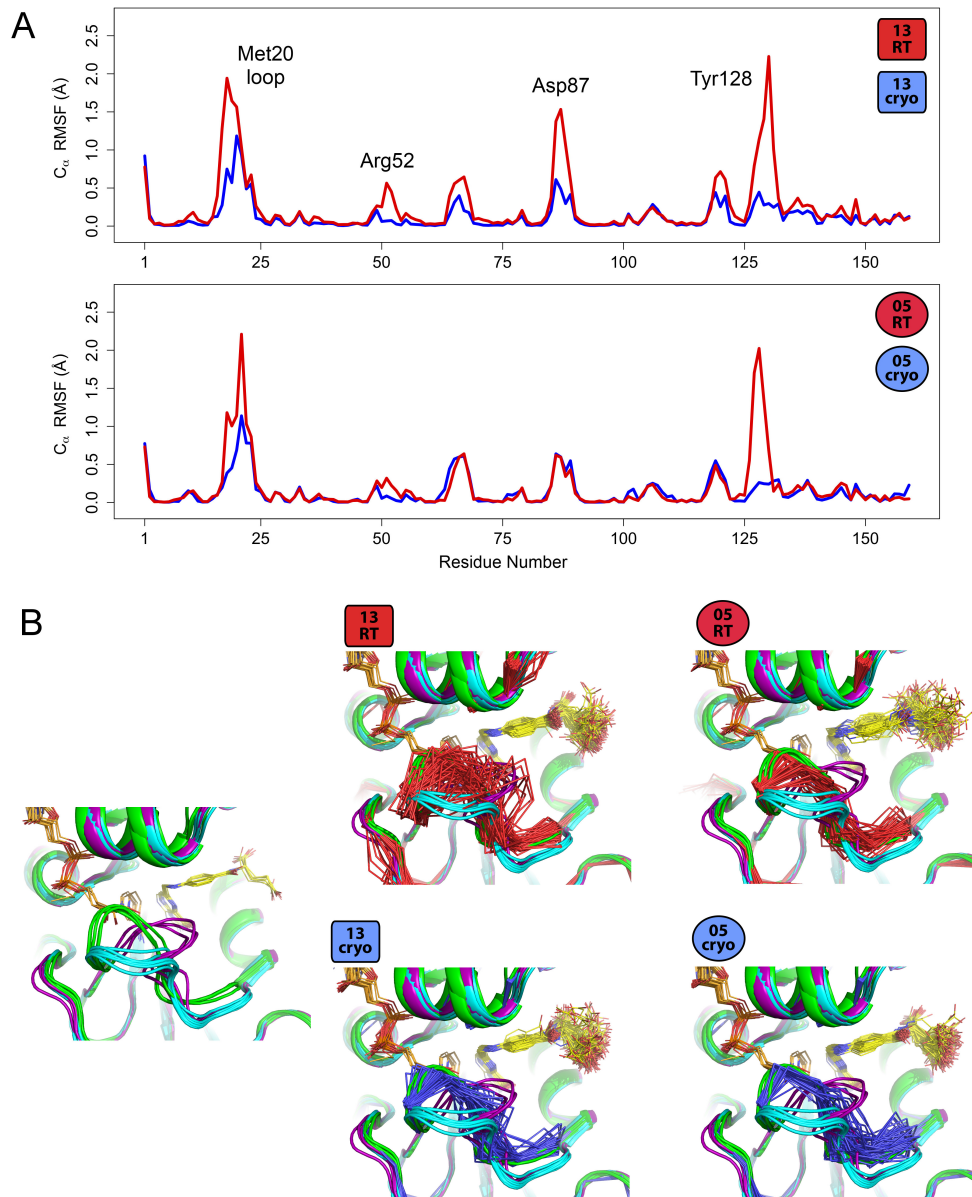 A
Cα RMSF (Å)
2.5
2.0
1.5
1.0
0.5
0.0
Met20
loop
Arg52
Asp87
Tyr128
13
RT
13
cryo
1
25
50
75
100
125
150
Cα RMSF (Å)
2.5
2.0
1.5
1.0
0.5
0.0
05
RT
05
cryo
1
25
50
75
100
125
150
Residue Number
B
13
RT
05
RT
13
cryo
05
cryo